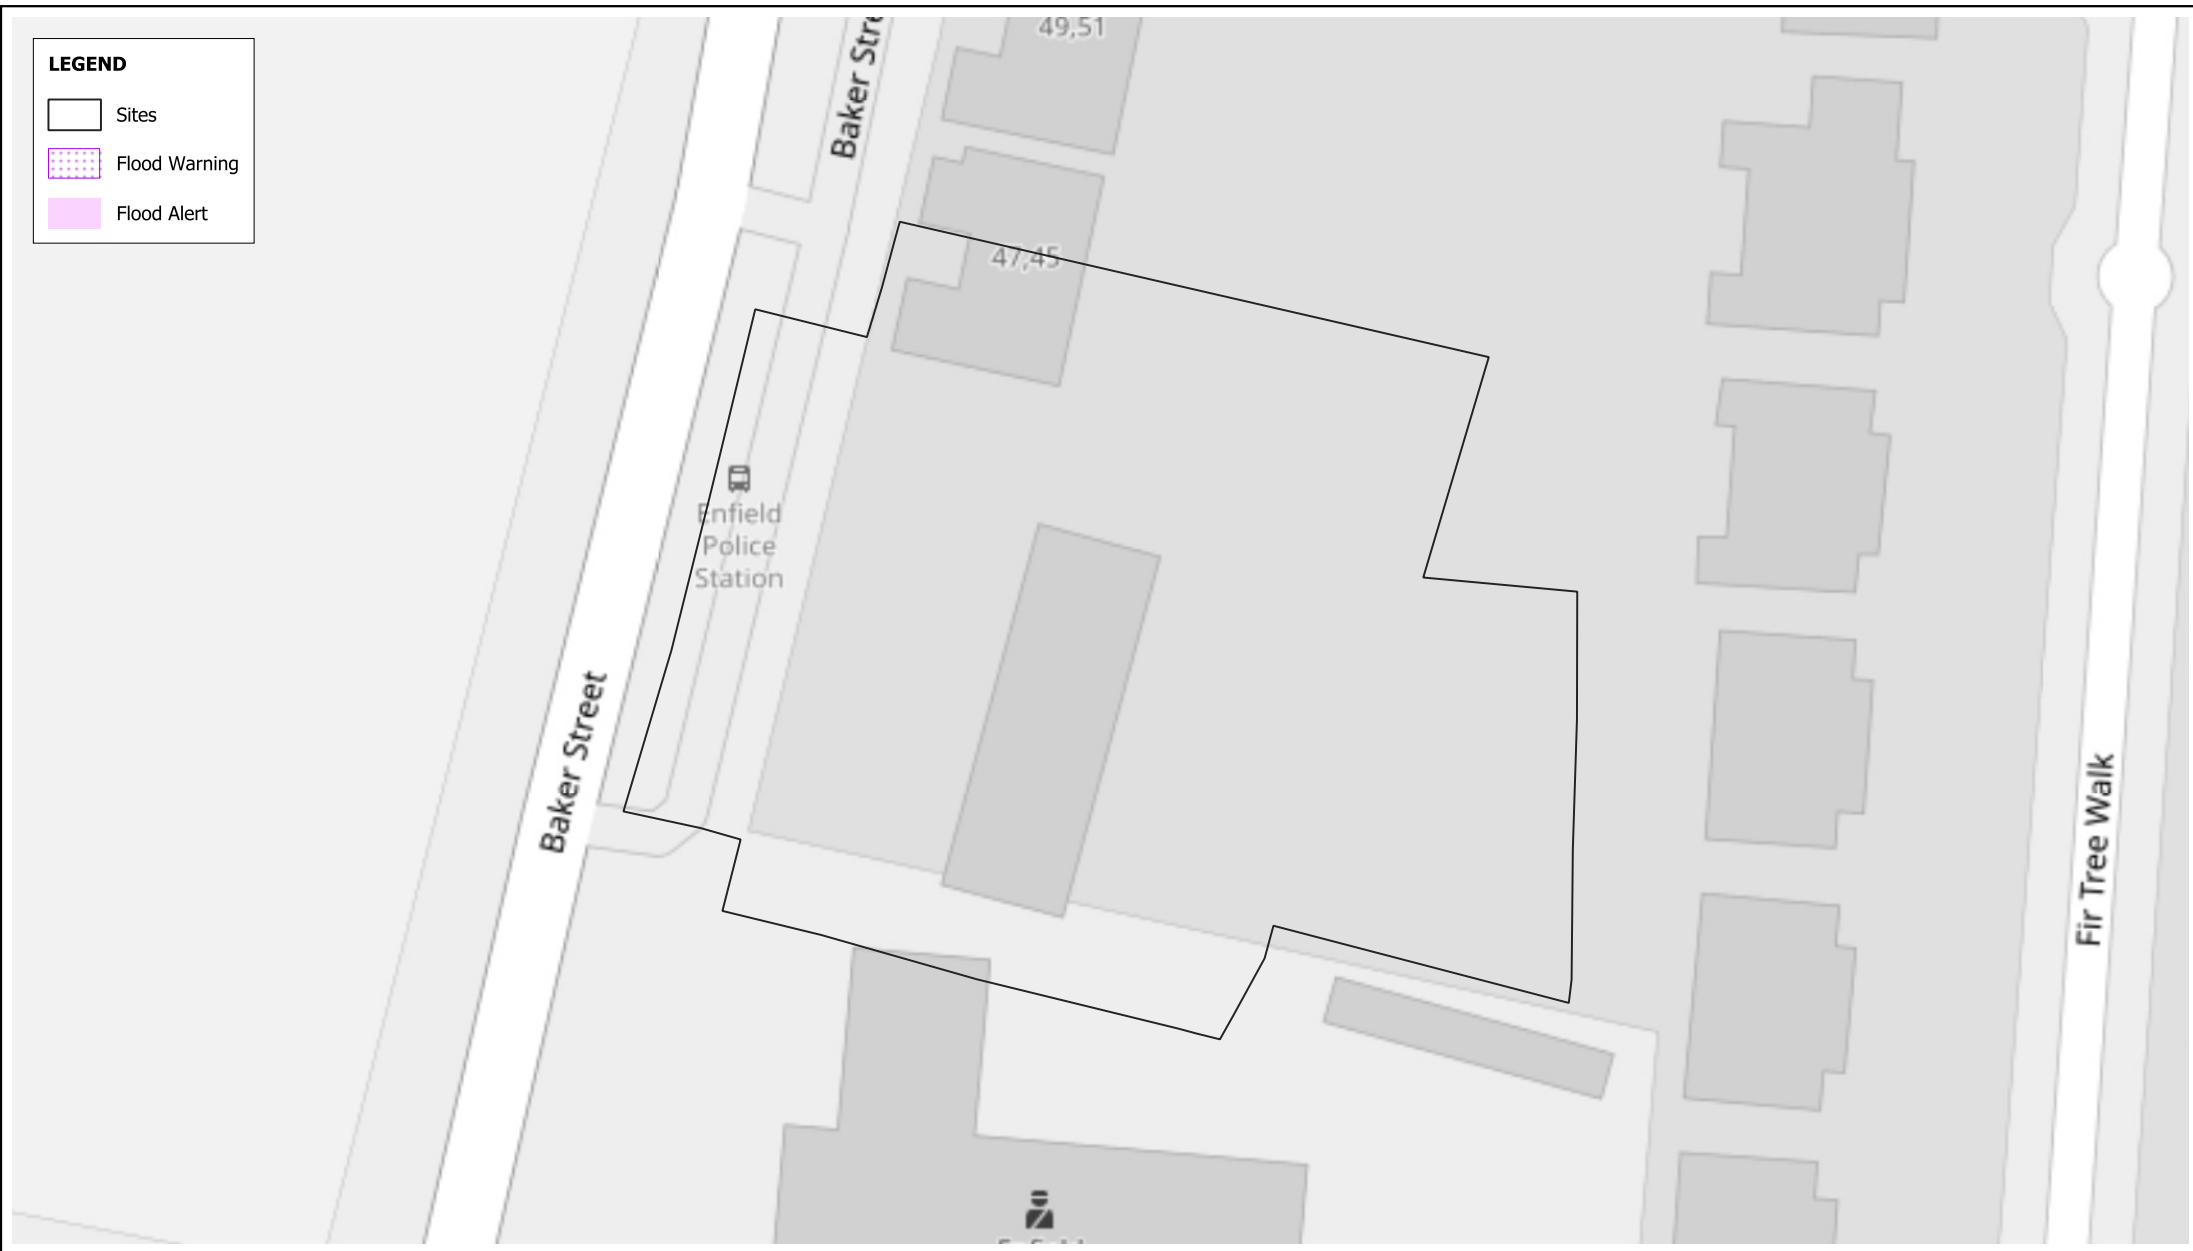 LEGEND
Sites
Flood Warning
Flood Alert
49,51
Baker Stre
47,45
Enfield
Police
Station
Baker Street
Fir Tree Walk